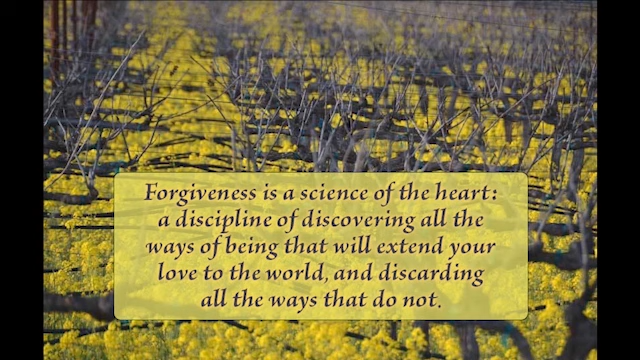 Forgiveness is a science of the heart:
a discipline of discovering all the
ways of being that will extend your
love to the world, and discarding
all the ways that do not.